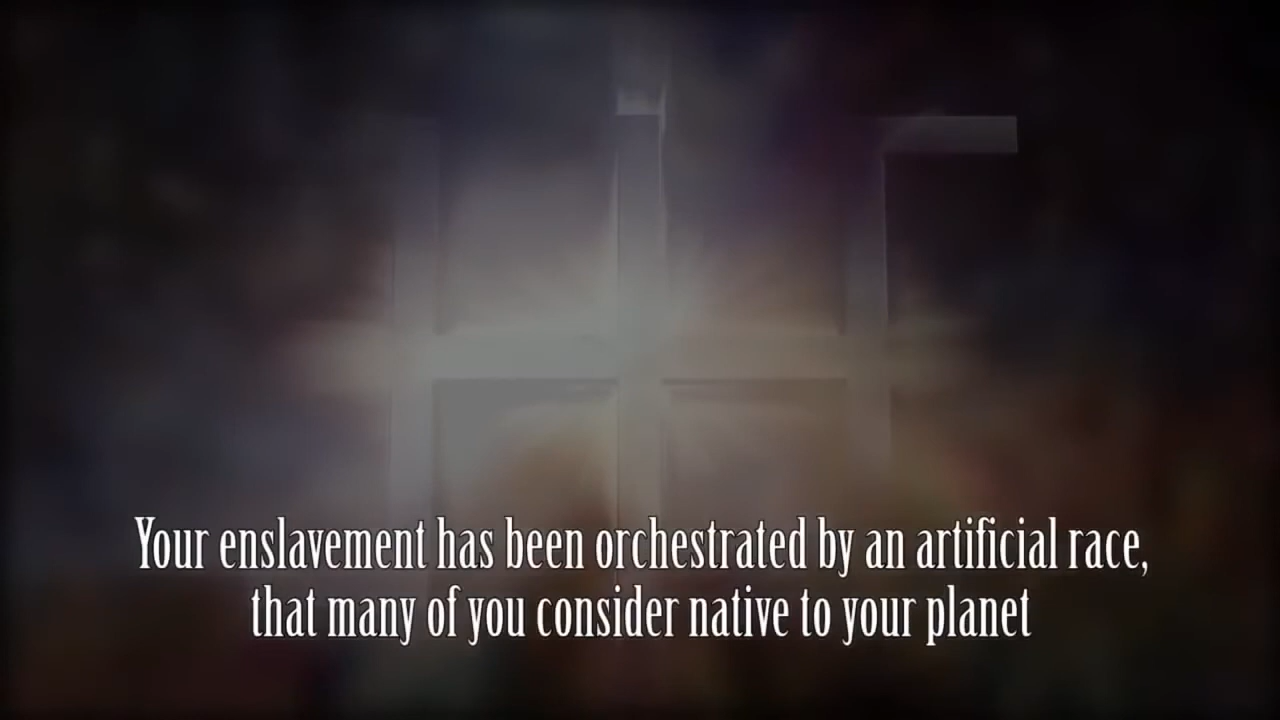 Your enslavement has been orchestrated by an artificial race,
that many of you consider native to your planet